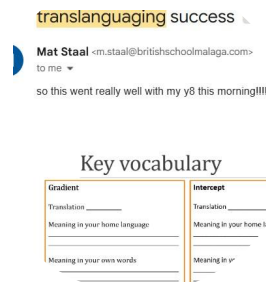 translanguaging success
Mat Staal <m.staal@britishschoolmalaga.com>
to me
so this went really well with my y8 this morning!!!!
Key vocabulary
Gradient
Translation ___________
Meaning in your home language
Meaning in your own words
Intercept
Translation
Meaning in your home
Meaning in